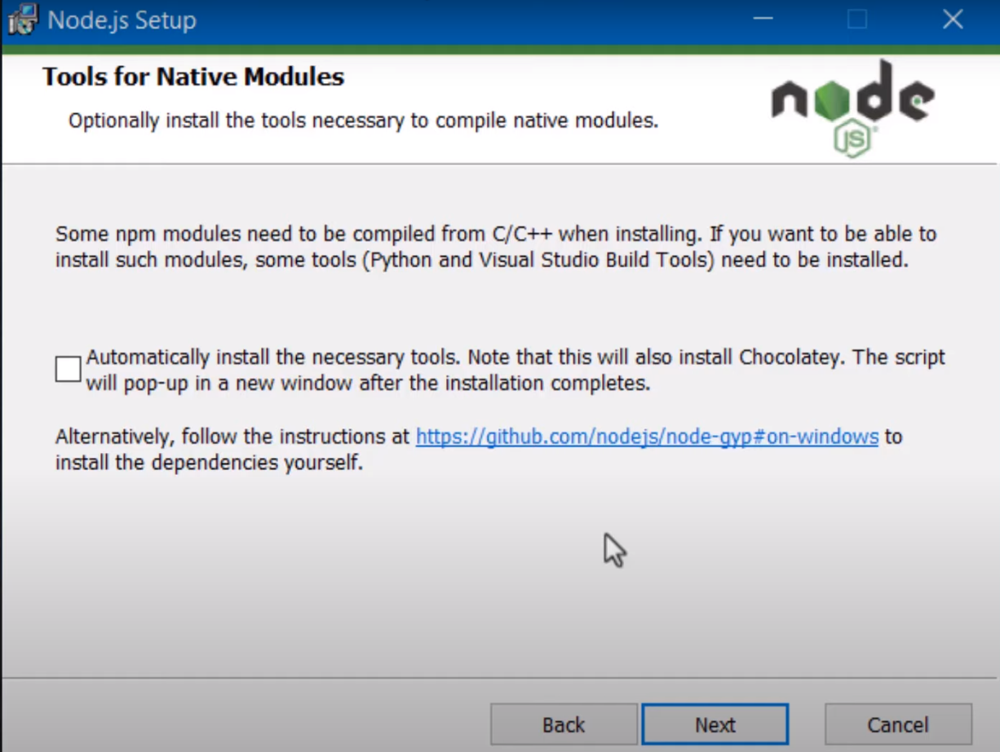 Node.js Setup
Tools for Native Modules
Optionally install the tools necessary to compile native modules.
node
JS
Some npm modules need to be compiled from C/C++ when installing. If you want to be able to
install such modules, some tools (Python and Visual Studio Build Tools) need to be installed.
Automatically install the necessary tools. Note that this will also install Chocolatey. The script
will pop-up in a new window after the installation completes.
Alternatively, follow the instructions at https://github.com/nodejs/node-gyp#on-windows to
install the dependencies yourself.
Back Next Cancel